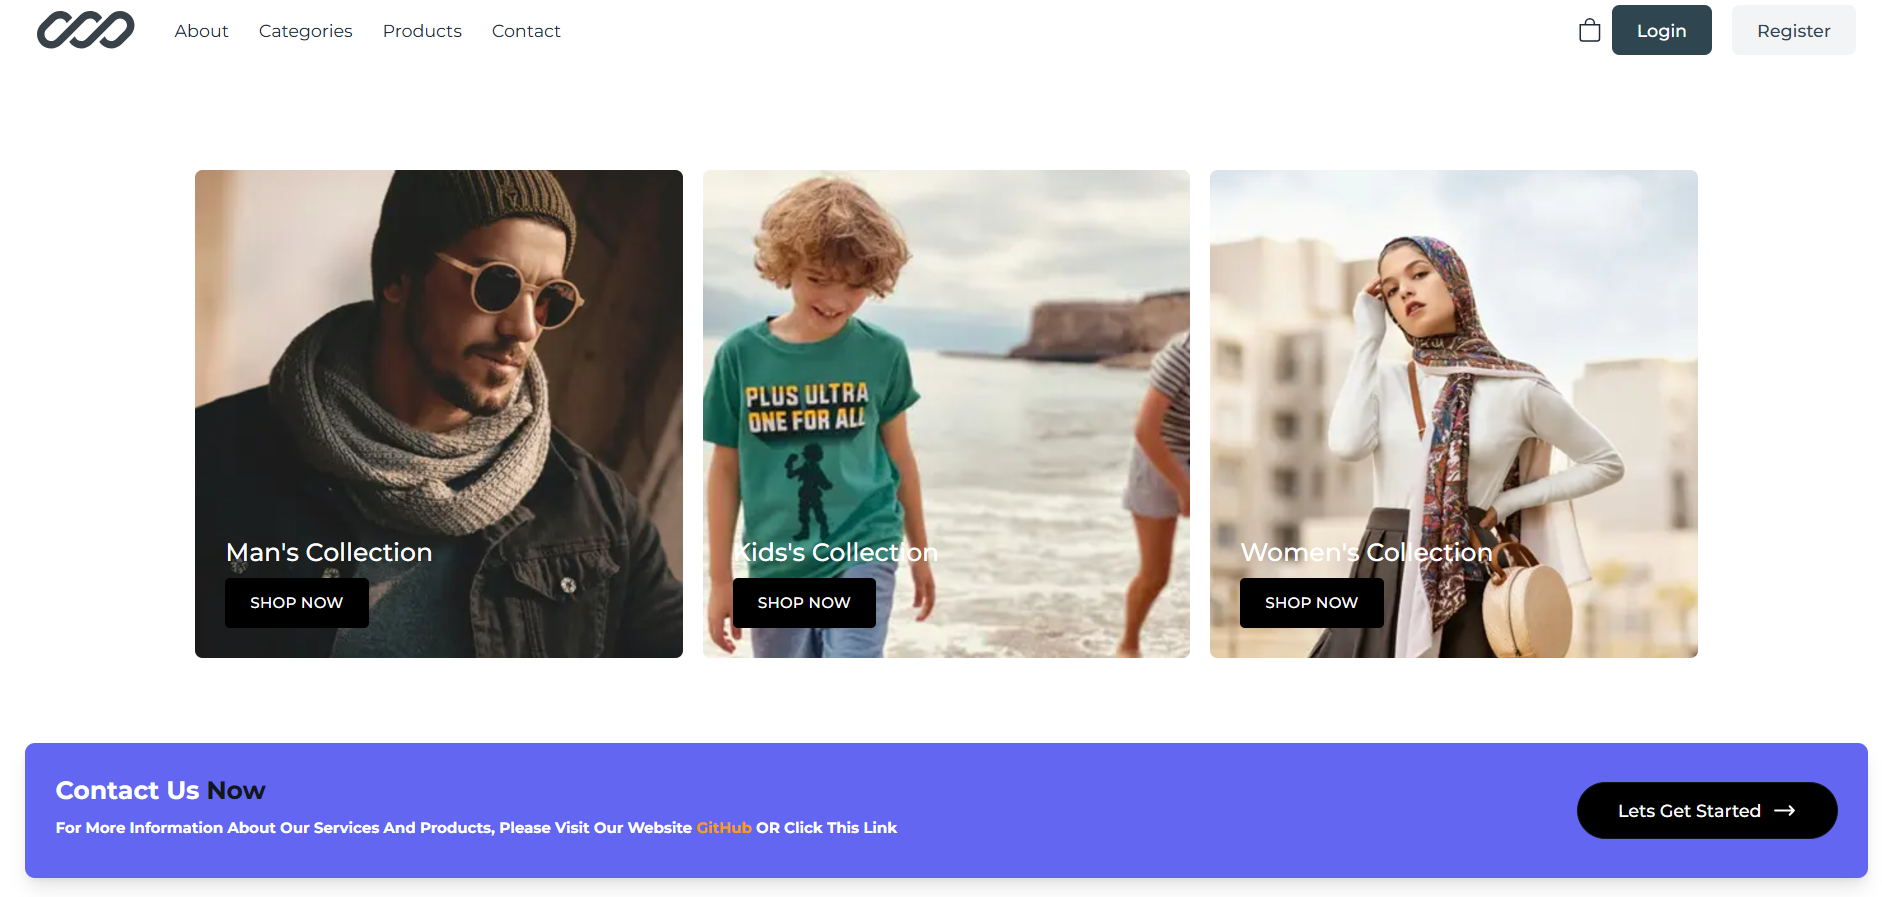 About
Categories
Products
Contact
Login
Register
PLUS ULTRA
ONE FOR ALL
Man's Collection
SHOP NOW
Kids's Collection
SHOP NOW
Women's Collection
SHOP NOW
Contact Us Now
For More Information About Our Services And Products, Please Visit Our Website GitHub OR Click This Link
Lets Get Started